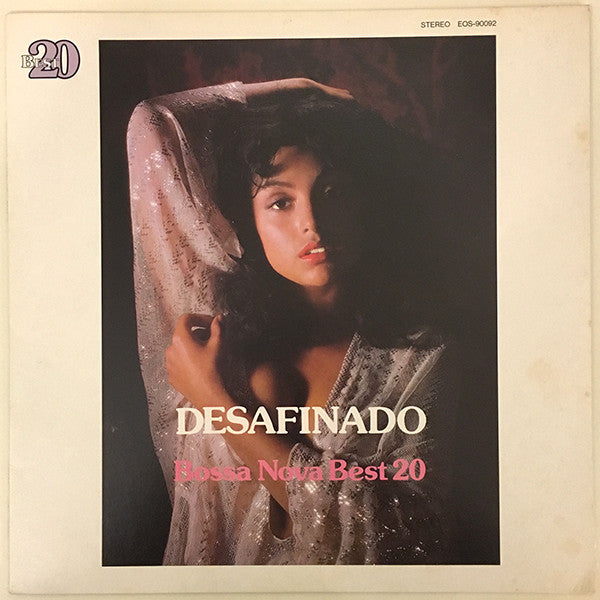 STEREO EOS-90092
Best 20
DESAFINADO
Bossa Nova Best 20